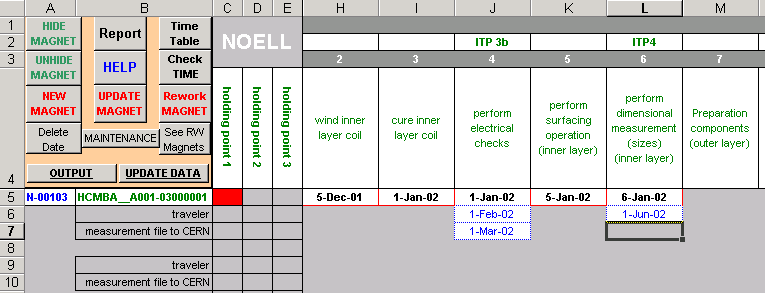 A B C D E H I J K L M
1
2 ITP 3b ITP4
3 2 3 4 5 6 7
4
HIDE MAGNET
Report
Time Table
NOELL
UNHIDE MAGNET
HELP
Check TIME
NEW MAGNET
UPDATE MAGNET
Rework MAGNET
Delete Date
MAINTENANCE
See RW Magnets
OUTPUT
UPDATE DATA
holding point 1
holding point 2
holding point 3
wind inner layer coil
cure inner layer coil
perform electrical checks
perform surfacing operation (inner layer)
perform dimensional measurement (sizes) (inner layer)
Preparation components (outer layer)
5 N-00103 HCMBA__A001-03000001 5-Dec-01 1-Jan-02 1-Jan-02 5-Jan-02 6-Jan-02
6 traveler 1-Feb-02 1-Jun-02
7 measurement file to CERN 1-Mar-02
8
9 traveler
10 measurement file to CERN